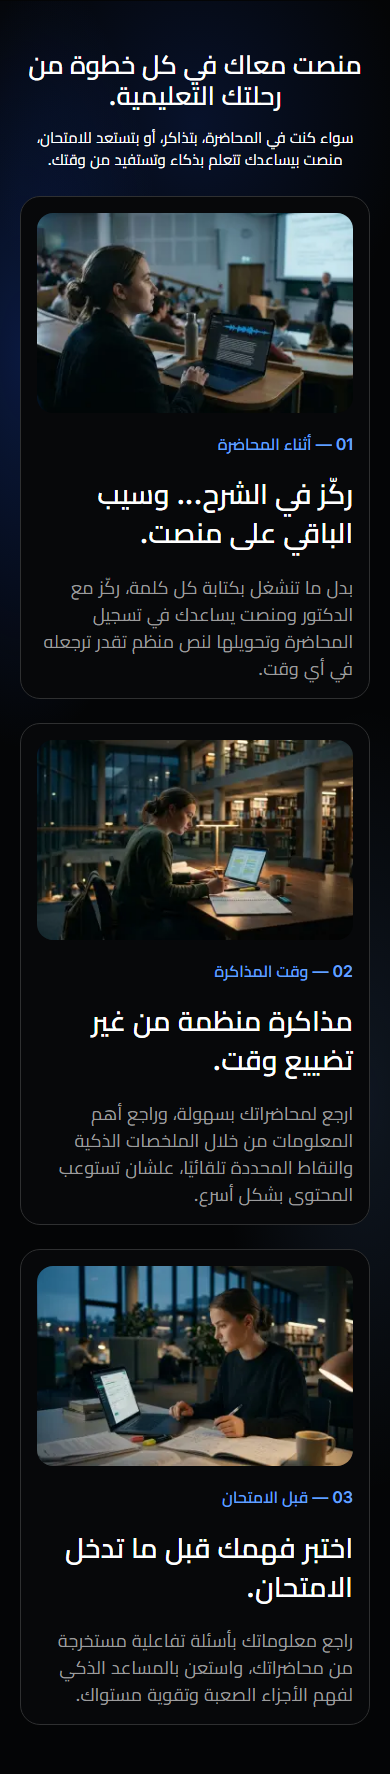 منصت معاك في كل خطوة من
رحلتك التعليمية.
سواء كنت في المحاضرة، بتذاكر، أو بتستعد للامتحان،
منصت بيساعدك تتعلم بذكاء وتستفيد من وقتك.
01 — أثناء المحاضرة
ركّز في الشرح... وسيب
الباقي على منصت.
بدل ما تنشغل بكتابة كل كلمة، ركّز مع
الدكتور ومنصت يساعدك في تسجيل
المحاضرة وتحويلها لنص منظم تقدر ترجعله
في أي وقت.
02 — وقت المذاكرة
مذاكرة منظمة من غير
تضييع وقت.
ارجع لمحاضراتك بسهولة، وراجع أهم
المعلومات من خلال الملخصات الذكية
والنقاط المحددة تلقائيًا، علشان تستوعب
المحتوى بشكل أسرع.
03 — قبل الامتحان
اختبر فهمك قبل ما تدخل
الامتحان.
راجع معلوماتك بأسئلة تفاعلية مستخرجة
من محاضراتك، واستعن بالمساعد الذكي
لفهم الأجزاء الصعبة وتقوية مستواك.